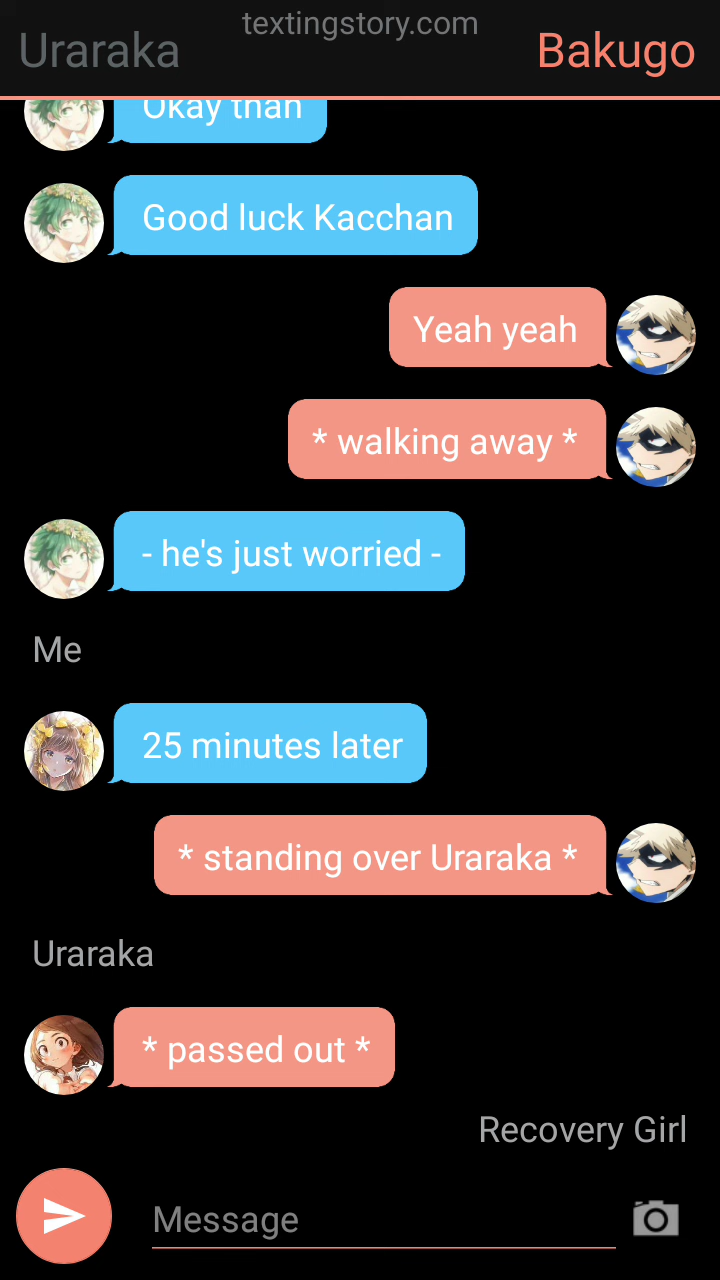 textingstory.com
Uraraka
Bakugo
Okay than
Good luck Kacchan
Yeah yeah
* walking away *
- he's just worried -
Me
25 minutes later
* standing over Uraraka *
Uraraka
* passed out *
Recovery Girl
Message